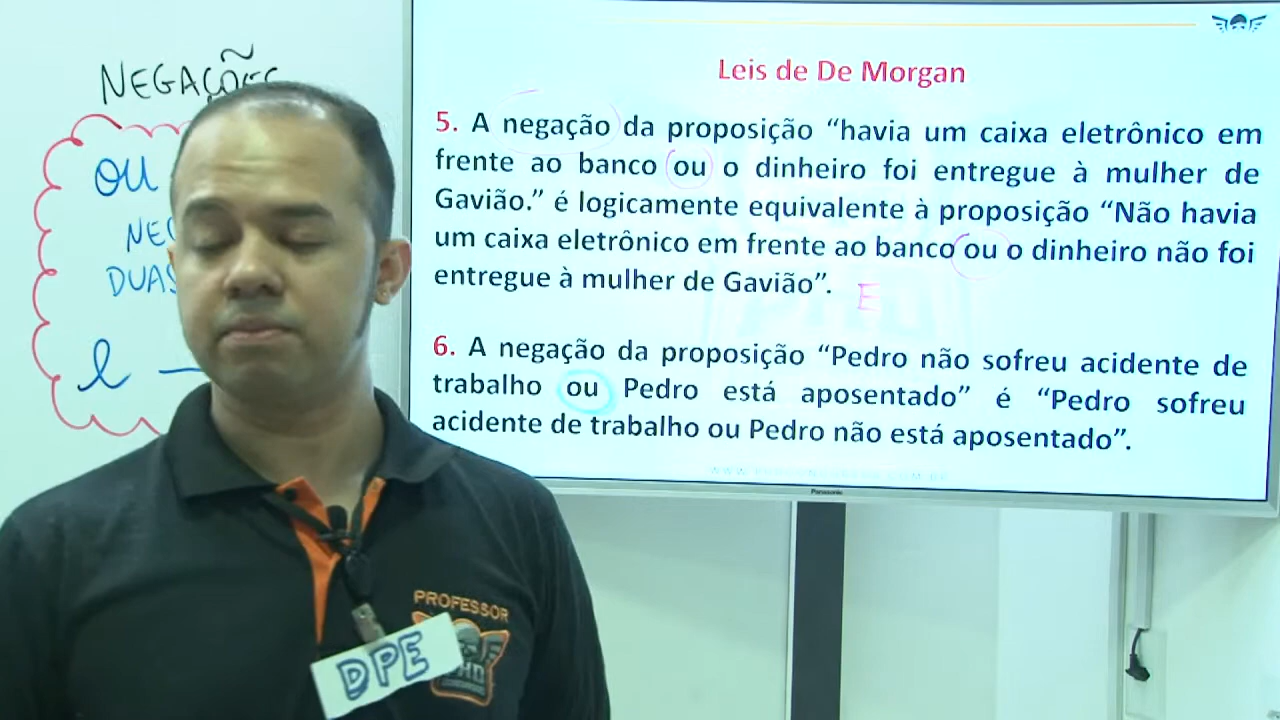 NEGAÇÕES
OU
NEG
DUAS
e —
Leis de De Morgan
5. A negação da proposição “havia um caixa eletrônico em
frente ao banco ou o dinheiro foi entregue à mulher de
Gavião.” é logicamente equivalente à proposição “Não havia
um caixa eletrônico em frente ao banco ou o dinheiro não foi
entregue à mulher de Gavião”. E
6. A negação da proposição “Pedro não sofreu acidente de
trabalho ou Pedro está aposentado” é “Pedro sofreu
acidente de trabalho ou Pedro não está aposentado”.
Panasonic
PROFESSOR
DPE